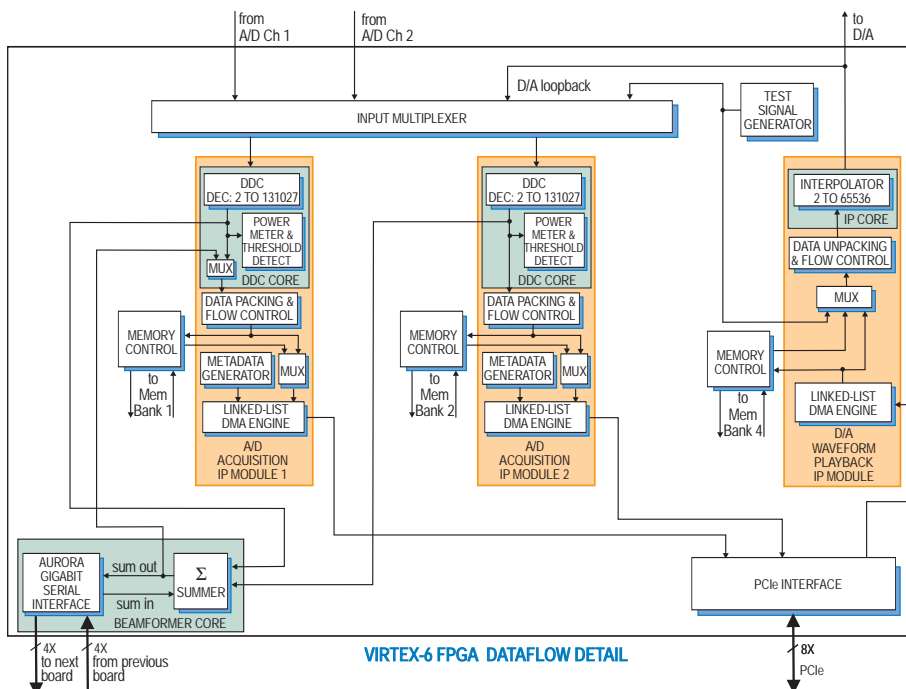 from
A/D Ch 1
from
A/D Ch 2
to
D/A
D/A loopback
TEST
SIGNAL
GENERATOR
INPUT MULTIPLEXER
DDC
DEC: 2 TO 131027
POWER
METER &
THRESHOLD
DETECT
MUX
DDC CORE
DATA PACKING &
FLOW CONTROL
MEMORY
CONTROL
METADATA
GENERATOR
MUX
to
Mem
Bank 1
LINKED-LIST
DMA ENGINE
A/D
ACQUISITION
IP MODULE 1
DDC
DEC: 2 TO 131027
POWER
METER &
THRESHOLD
DETECT
DDC CORE
DATA PACKING &
FLOW CONTROL
MEMORY
CONTROL
METADATA
GENERATOR
MUX
to
Mem
Bank 2
LINKED-LIST
DMA ENGINE
A/D
ACQUISITION
IP MODULE 2
INTERPOLATOR
2 TO 65536
IP CORE
DATA UNPACKING
& FLOW CONTROL
MUX
MEMORY
CONTROL
to
Mem
Bank 4
LINKED-LIST
DMA ENGINE
D/A
WAVEFORM
PLAYBACK
IP MODULE
AURORA
GIGABIT
SERIAL
INTERFACE
sum out
sum in
Σ
SUMMER
BEAMFORMER CORE
PCIe INTERFACE
4X
to next
board
4X
from previous
board
VIRTEX-6 FPGA DATAFLOW DETAIL
8X
PCIe